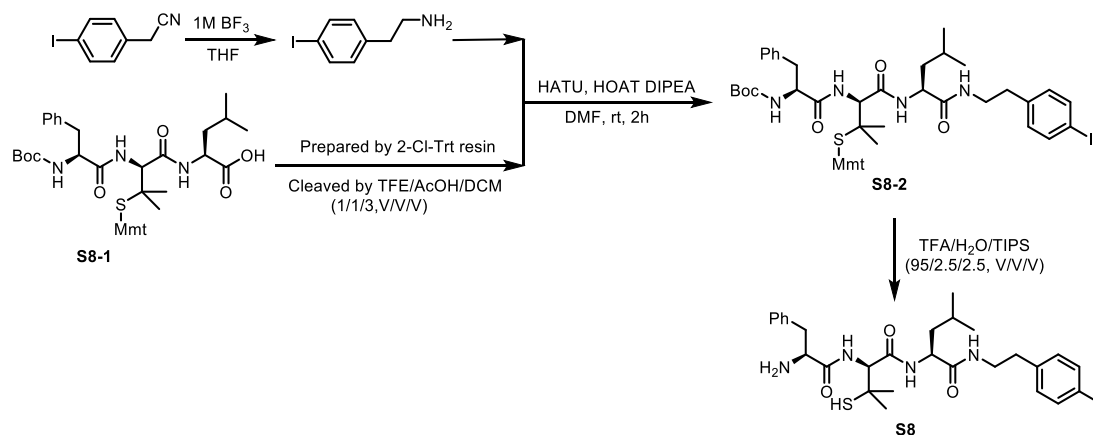 CN
I
1M BF3
THF
NH2
I
HATU, HOAT DIPEA
DMF, rt, 2h
Ph
Boc
N
H
O
H
N
S
Mmt
O
N
H
O
OH
S8-1
Prepared by 2-Cl-Trt resin
Cleaved by TFE/AcOH/DCM
(1/1/3,V/V/V)
Ph
Boc
N
H
O
H
N
S
Mmt
O
N
H
O
H
N
I
S8-2
TFA/H2O/TIPS
(95/2.5/2.5, V/V/V)
Ph
H2N
O
H
N
HS
O
N
H
O
H
N
I
S8